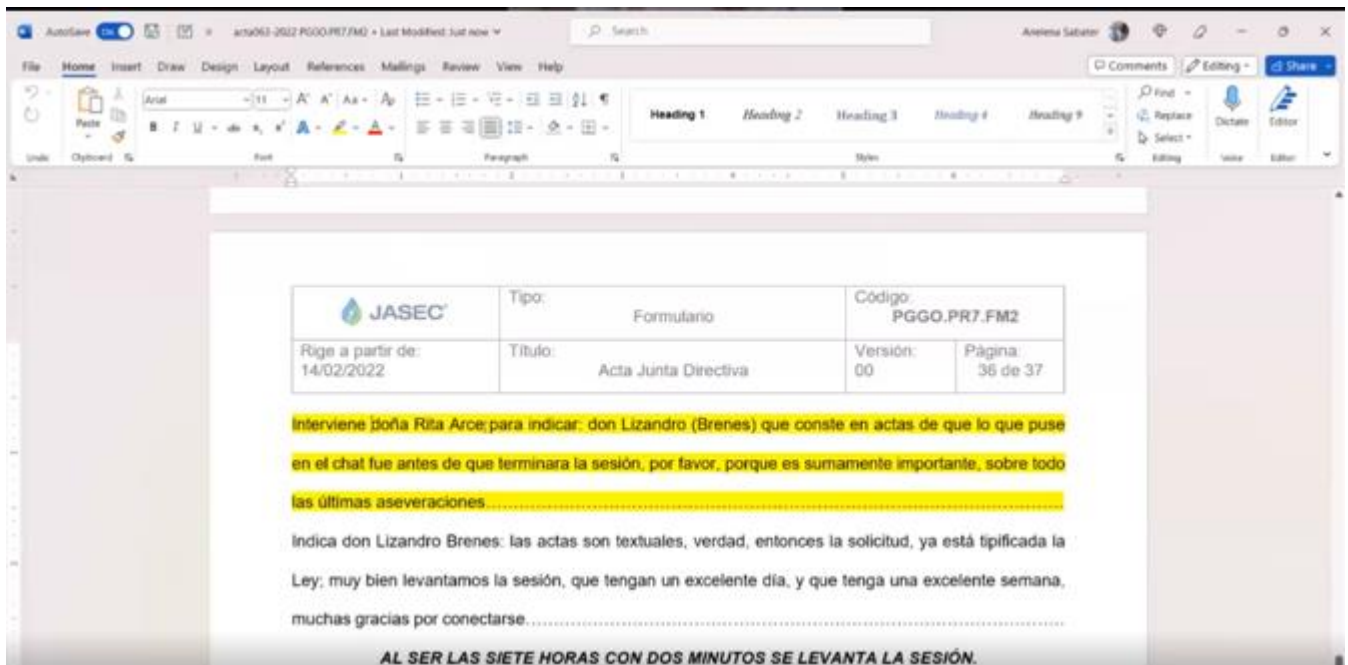 AutoSave On acta063-2022 PGGO.PR7.FM2 • Last Modified: Just now Search
File Home Insert Draw Design Layout References Mailings Review View Help Comments Editing Share
Paste Arial 11 Heading 1 Heading 2 Heading 3 Heading 4 Heading 9 Find Replace Select Dictate Editor
Undo Clipboard Font Paragraph Styles Editing Voice Editor
JASEC
Tipo:
Formulario
Código:
PGGO.PR7.FM2
Rige a partir de:
14/02/2022
Título:
Acta Junta Directiva
Versión:
00
Página:
36 de 37
Interviene doña Rita Arce para indicar: don Lizandro (Brenes) que conste en actas de que lo que puse
en el chat fue antes de que terminara la sesión, por favor, porque es sumamente importante, sobre todo
las últimas aseveraciones
Indica don Lizandro Brenes: las actas son textuales, verdad, entonces la solicitud, ya está tipificada la
Ley; muy bien levantamos la sesión, que tengan un excelente día, y que tenga una excelente semana,
muchas gracias por conectarse
AL SER LAS SIETE HORAS CON DOS MINUTOS SE LEVANTA LA SESIÓN.